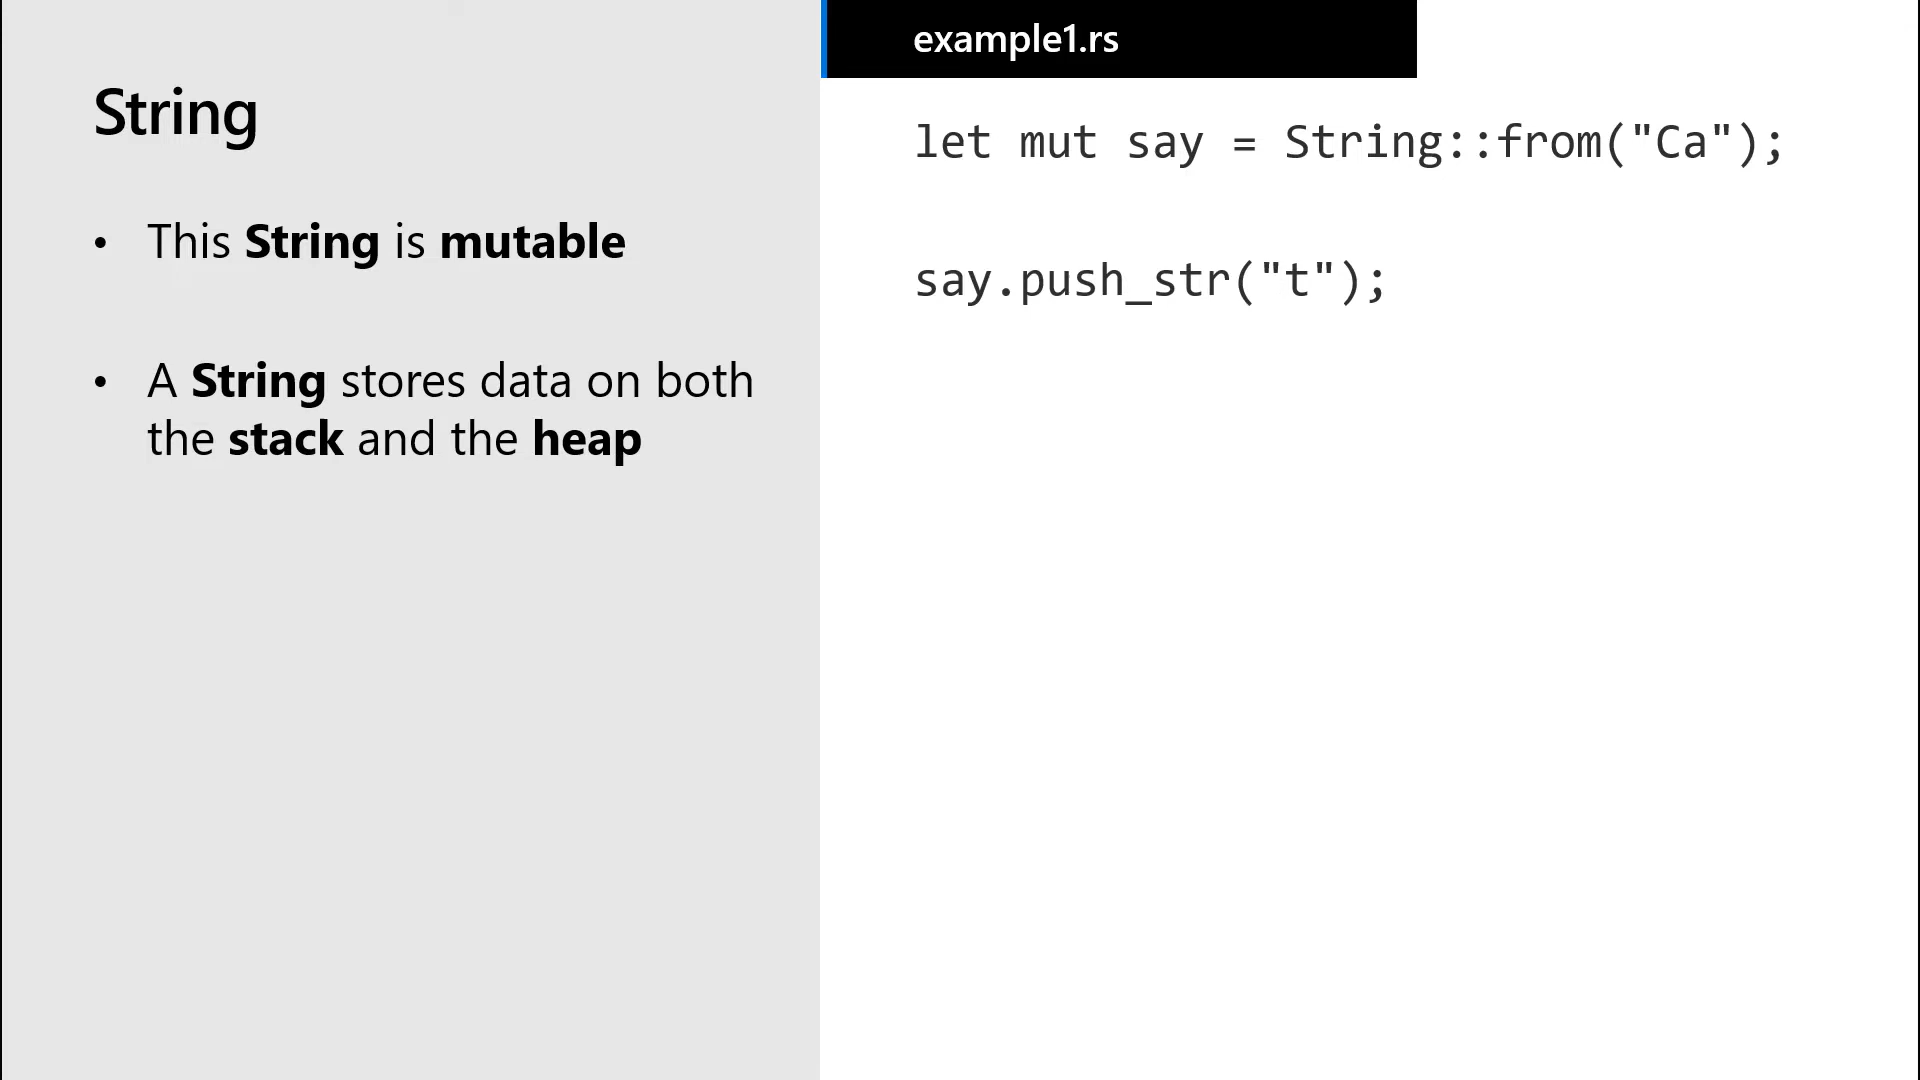 String
• This String is mutable
• A String stores data on both
the stack and the heap
example1.rs
let mut say = String::from("Ca");
say.push_str("t");